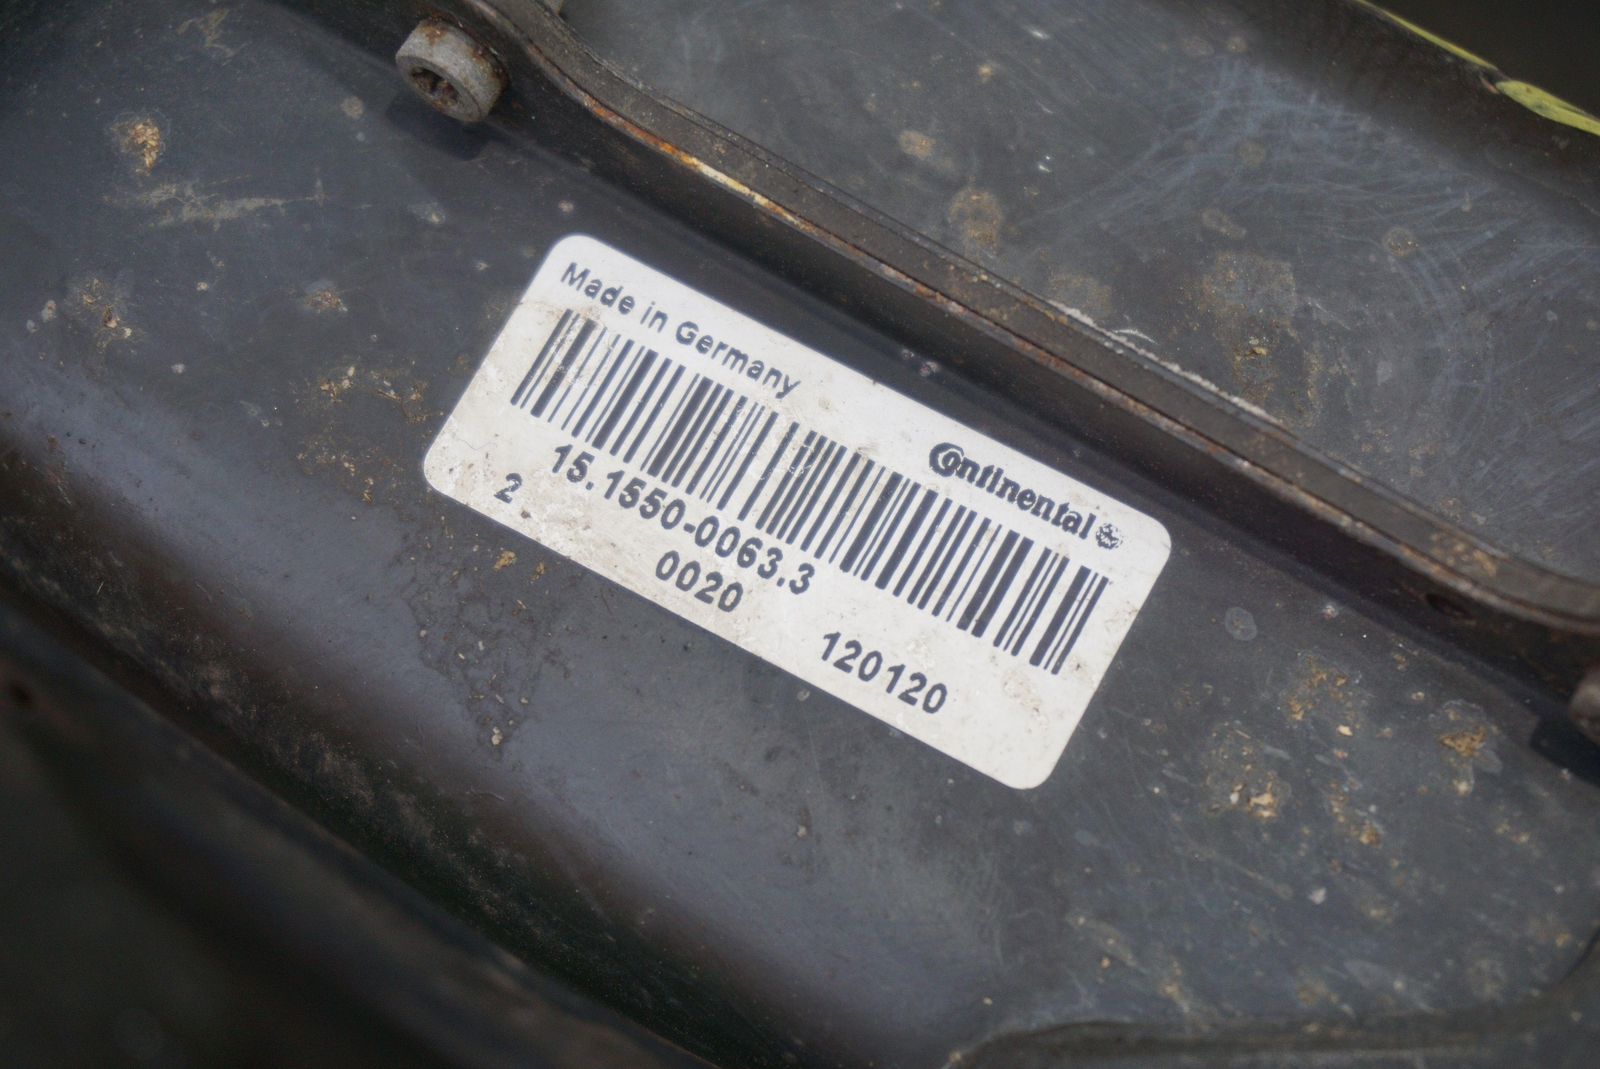 Made in Germany
Continental
15.1550-0063.3
2 0020
120120